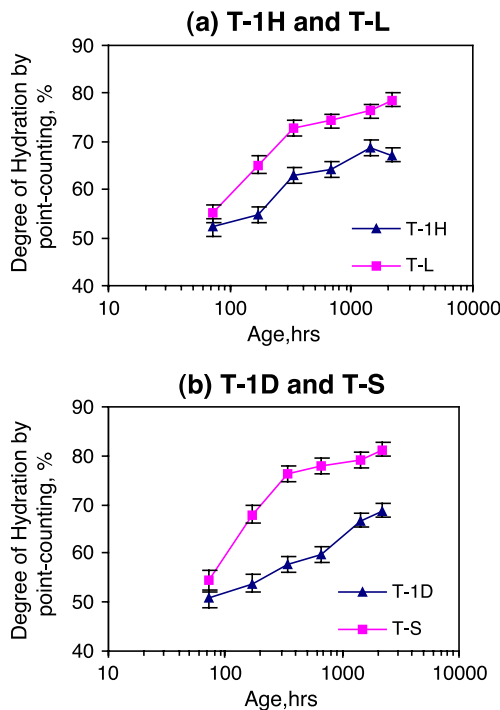 (a) T-1H and T-L
Degree of Hydration by
point-counting, %
90
80
70
60
50
40
10
100
1000
10000
Age,hrs
T-1H
T-L
(b) T-1D and T-S
Degree of Hydration by
point-counting, %
90
80
70
60
50
40
10
100
1000
10000
Age,hrs
T-1D
T-S